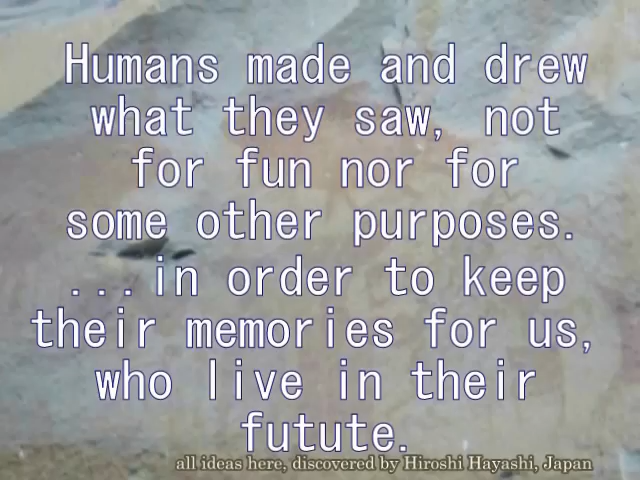 Humans made and drew
what they saw, not
for fun nor for
some other purposes.
...in order to keep
their memories for us,
who live in their
futute.
all ideas here, discovered by Hiroshi Hayashi, Japan